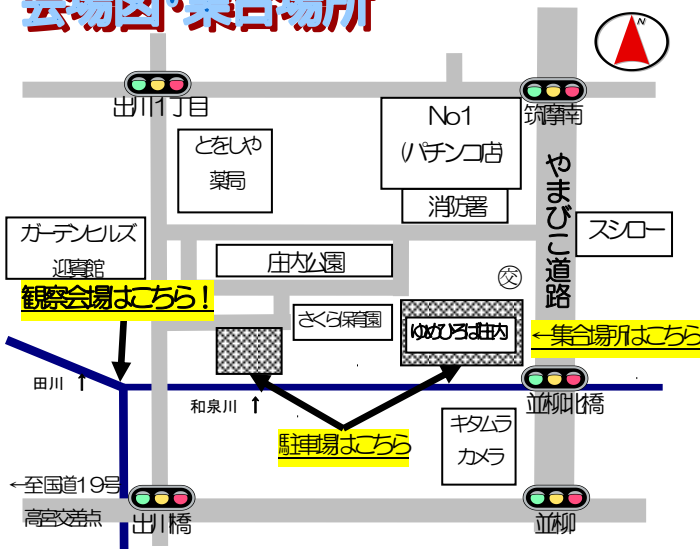 会場図・集合場所
N
出川1丁目
筑摩南
No1
(パチンコ店)
とをしや
薬局
消防署
やまびこ道路
スシロー
ガーデンヒルズ
迎賓館
庄内公園
交
観察会場はこちら！
さくら保育園
ゆめひろば庄内
←集合場所はこちら
田川 ↑
和泉川 ↑
並柳北橋
キタムラ
カメラ
駐車場はこちら
←至国道19号
高宮交差点
出川橋
並柳